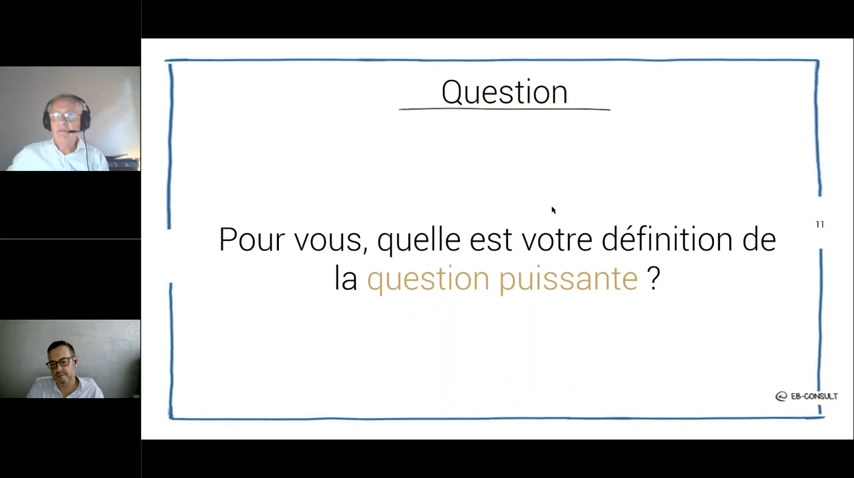 Question
Pour vous, quelle est votre définition de
la question puissante ?
11
@ EB-CONSULT